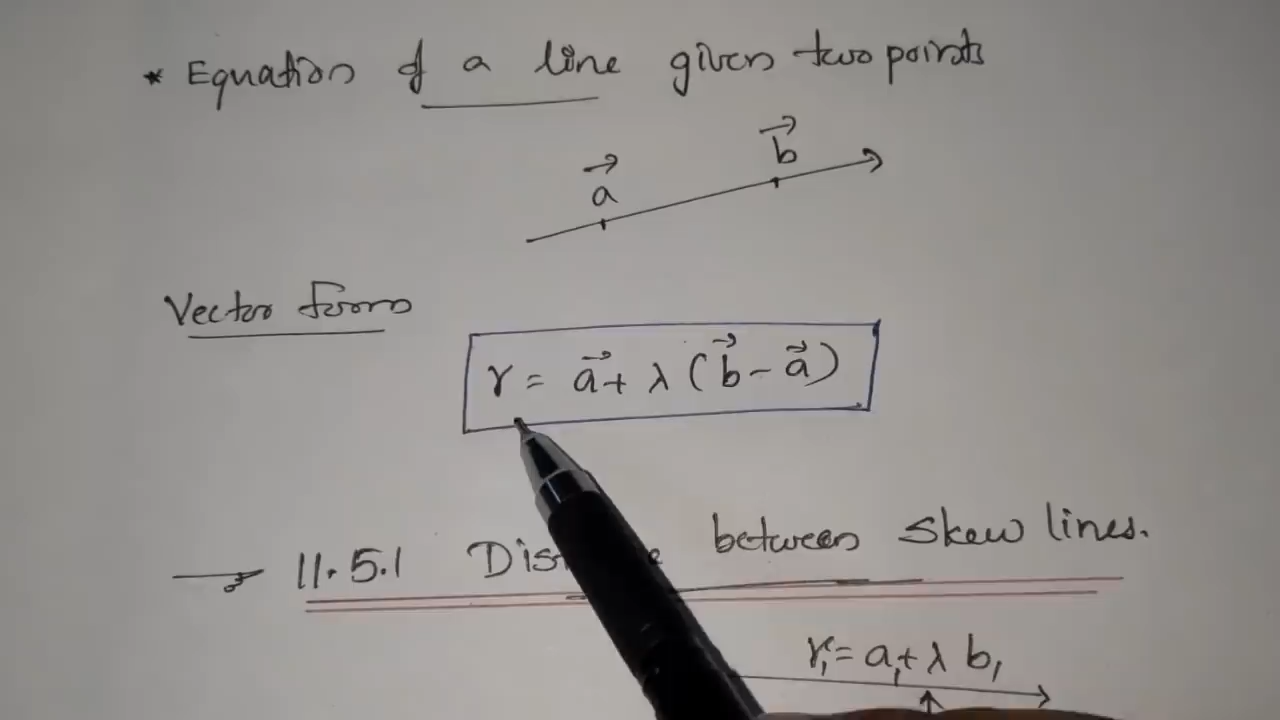 * Equation of a line given two points
→a →b
Vector form
r = →a + λ (→b - →a)
→ 11.5.1 between skew lines.
r₁ = a₁ + λ b₁